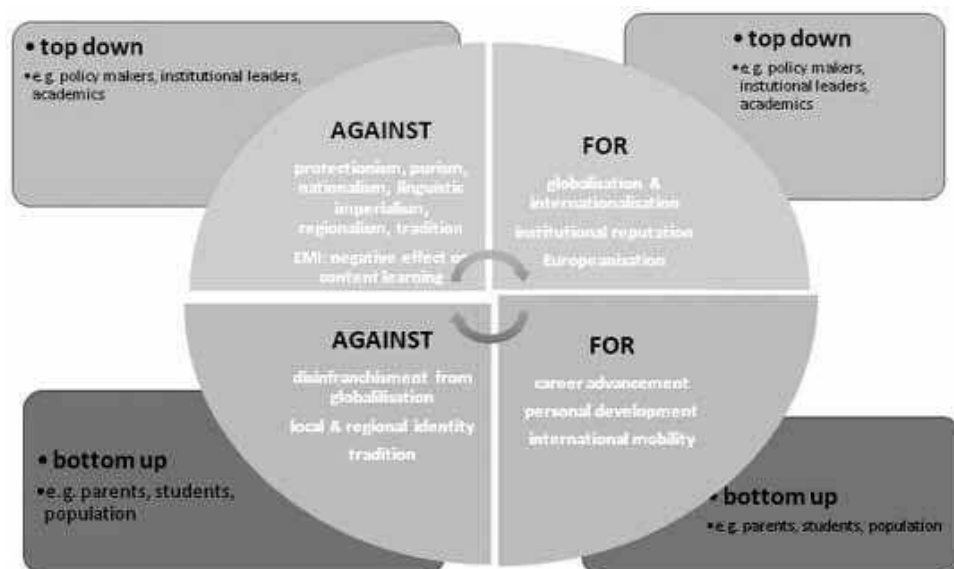 • top down
•e.g. policy makers, institutional leaders,
academics
• top down
•e.g. policy makers,
instutional leaders,
academics
AGAINST
protectionism, purism,
nationalism, linguistic
imperialism,
regionalism, tradition
EMI: negative effect on
content learning
FOR
globalisation &
internationalisation
institutional reputation
Europeanisation
AGAINST
disinfranchisment from
globalilisation
local & regional identity
tradition
FOR
career advancement
personal development
international mobility
• bottom up
•e.g. parents, students,
population
• bottom up
•e.g. parents, students, population